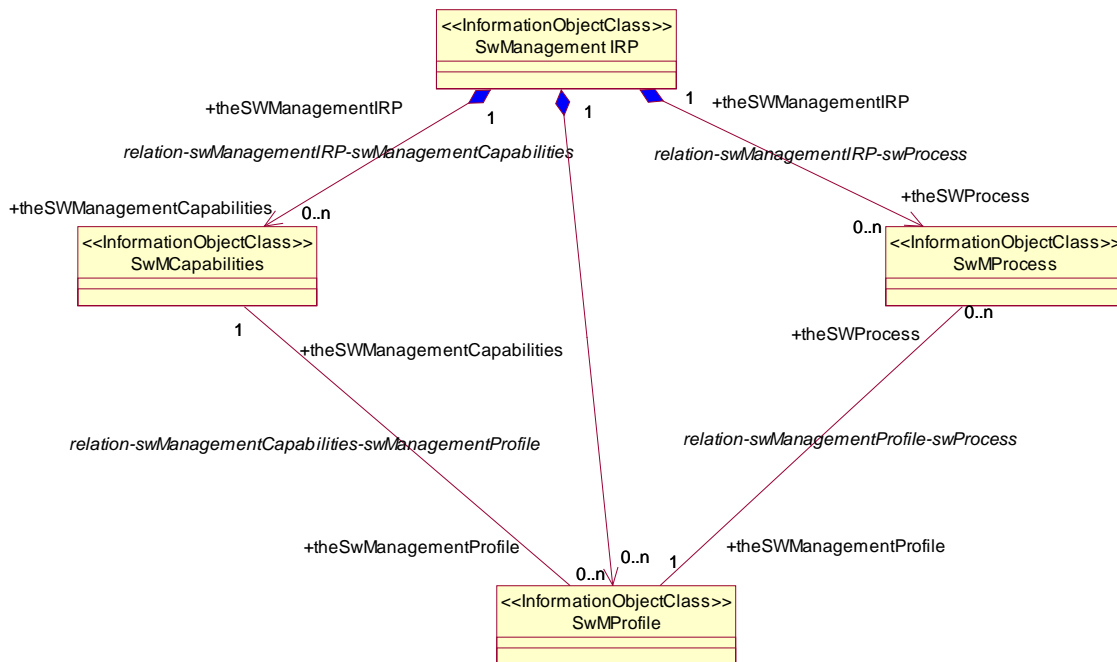 <<InformationObjectClass>>
SwManagement IRP
+theSWManagementIRP
1
1
1
+theSWManagementIRP
relation-swManagementIRP-swManagementCapabilities
relation-swManagementIRP-swProcess
+theSWManagementCapabilities
0..n
+theSWProcess
0..n
<<InformationObjectClass>>
SwMCapabilities
<<InformationObjectClass>>
SwMProcess
1
+theSWManagementCapabilities
0..n
+theSWProcess
relation-swManagementCapabilities-swManagementProfile
relation-swManagementProfile-swProcess
+theSwManagementProfile
0..n
0..n
1
+theSWManagementProfile
<<InformationObjectClass>>
SwMProfile